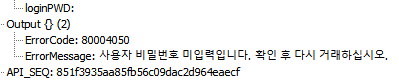 loginPWD:
Output {} (2)
ErrorCode: 80004050
ErrorMessage: 사용자 비밀번호 미입력입니다. 확인 후 다시 거래하십시오.
API_SEQ: 851f3935aa85fb56c09dac2d964eaecf